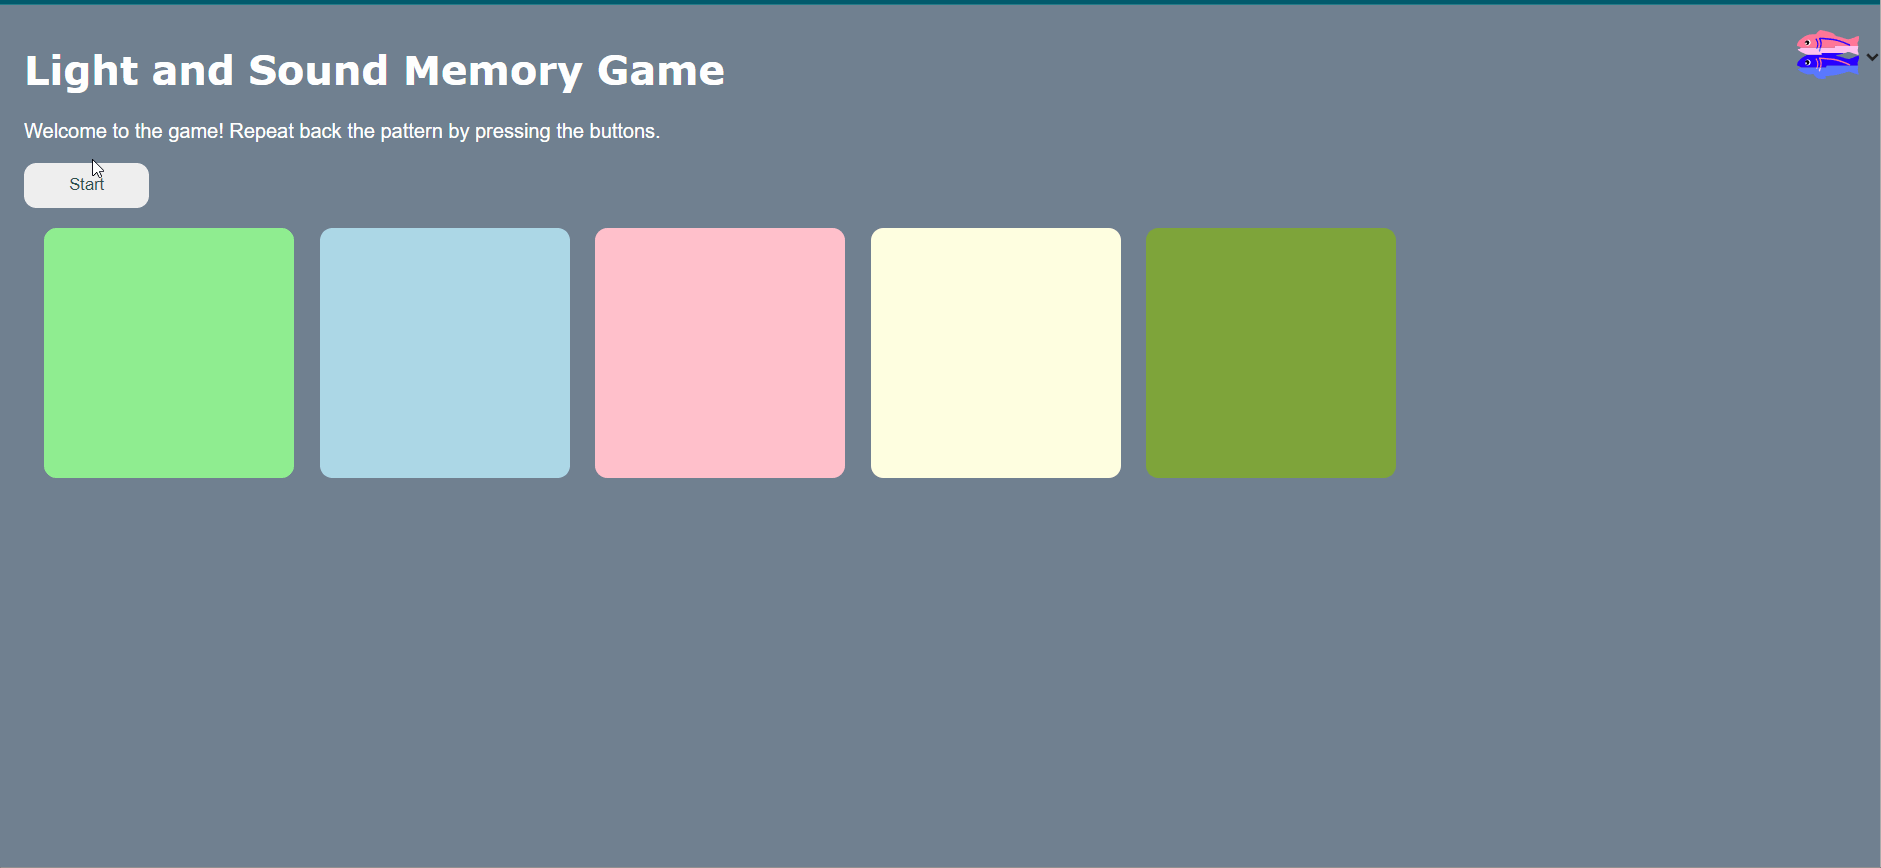 Light and Sound Memory Game
Welcome to the game! Repeat back the pattern by pressing the buttons.
Start